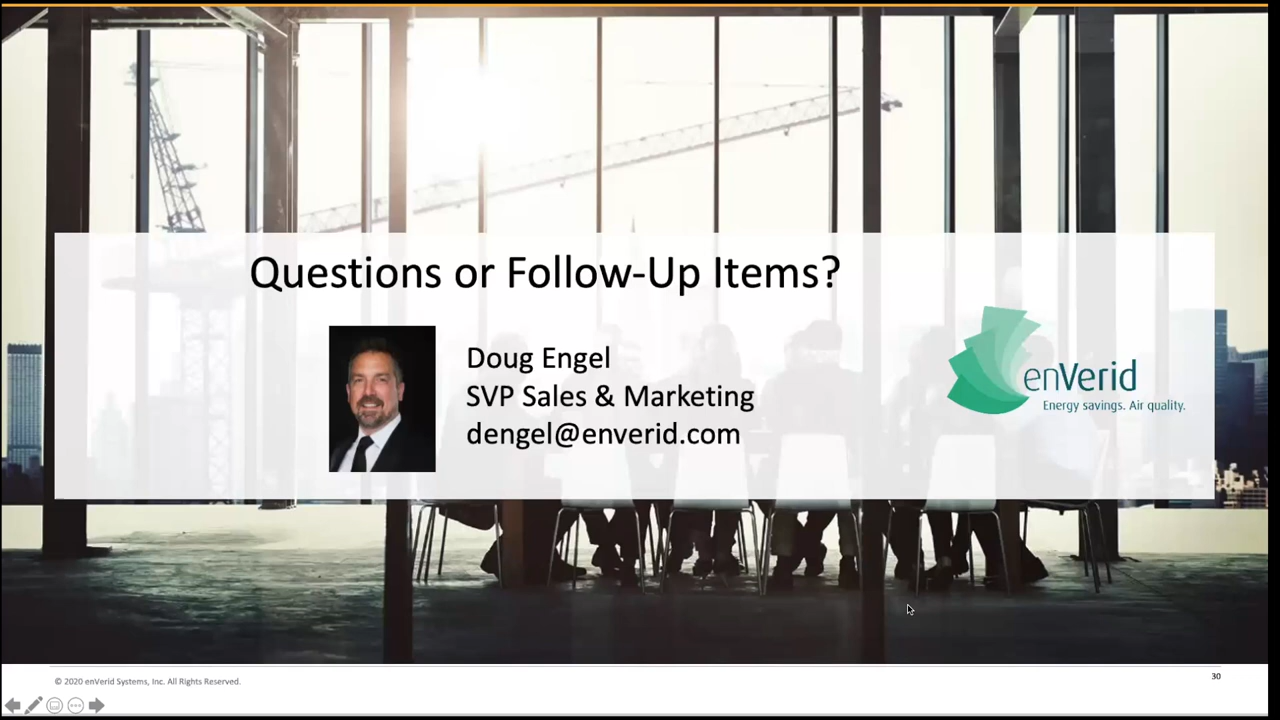 Questions or Follow-Up Items?
Doug Engel
SVP Sales & Marketing
dengel@enverid.com
enVerid
Energy savings. Air quality.
© 2020 enVerid Systems, Inc. All Rights Reserved.
30